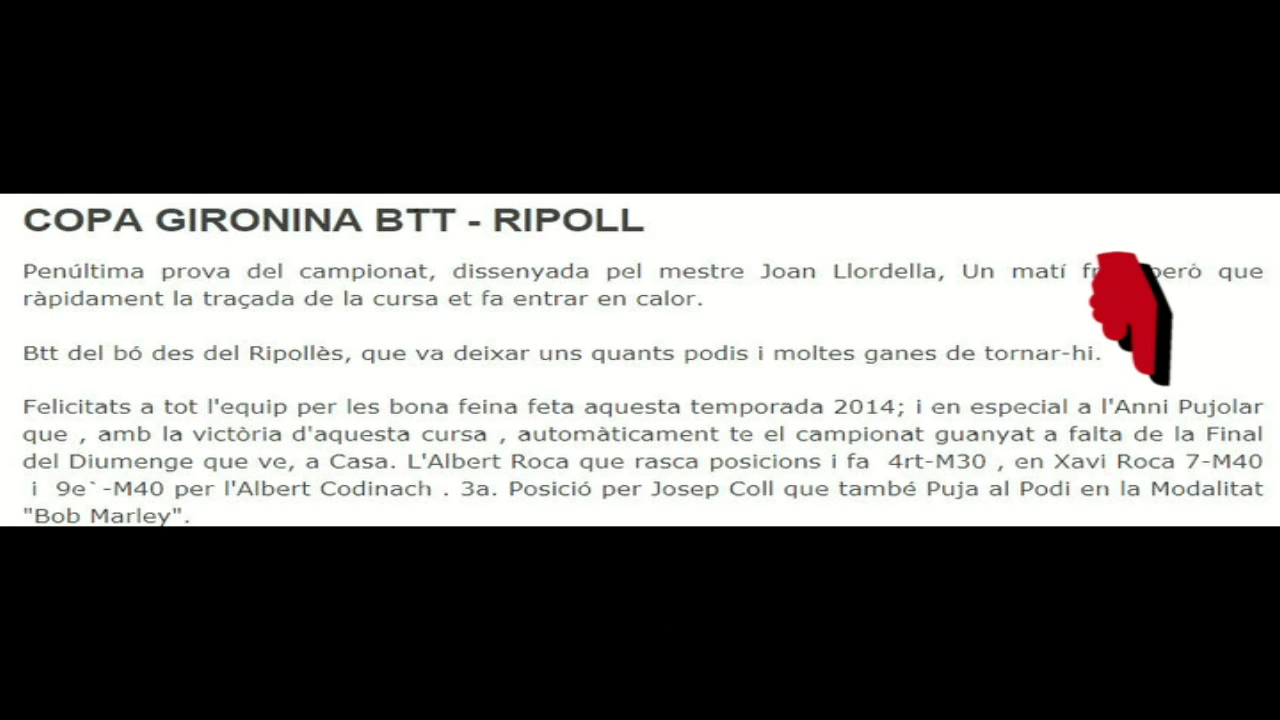 COPA GIRONINA BTT - RIPOLL
Penúltima prova del campionat, dissenyada pel mestre Joan Llordella, Un matí però que
ràpidament la traçada de la cursa et fa entrar en calor.
Btt del bó des del Ripollès, que va deixar uns quants podis i moltes ganes de tornar-hi.
Felicitats a tot l'equip per les bona feina feta aquesta temporada 2014; i en especial a l'Anni Pujolar
que , amb la victòria d'aquesta cursa , automàticament te el campionat guanyat a falta de la Final
del Diumenge que ve, a Casa. L'Albert Roca que rasca posicions i fa 4rt-M30 , en Xavi Roca 7-M40
i 9e`-M40 per l'Albert Codinach . 3a. Posició per Josep Coll que també Puja al Podi en la Modalitat
"Bob Marley".